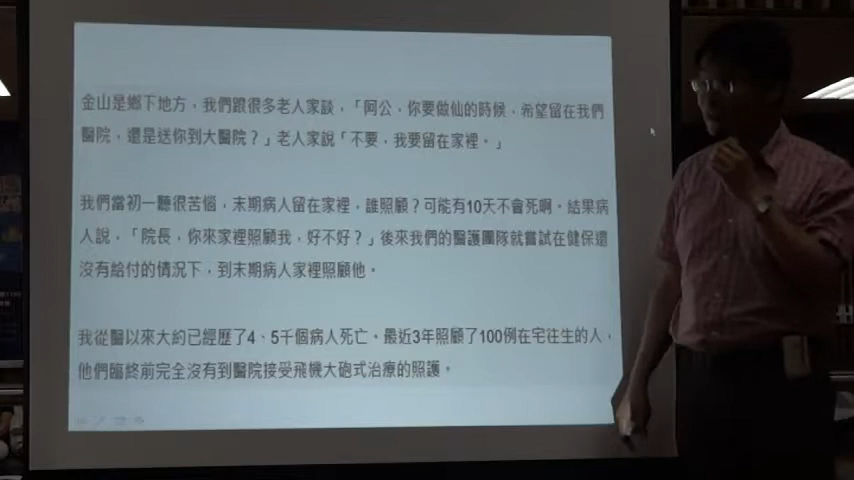 金山是鄉下地方，我們跟很多老人家談，「阿公，你要做仙的時候，希望留在我們
醫院，還是送你到大醫院？」老人家說「不要，我要留在家裡。」
我們當初一聽很苦惱，末期病人留在家裡，誰照顧？可能有10天不會死啊。結果病
人說，「院長，你來家裡照顧我，好不好？」後來我們的醫護團隊就嘗試在健保還
沒有給付的情況下，到末期病人家裡照顧他。
我從醫以來大約已經歷了4、5千個病人死亡。最近3年照顧了100例在宅往生的人，
他們臨終前完全沒有到醫院接受飛機大砲式治療的照護。